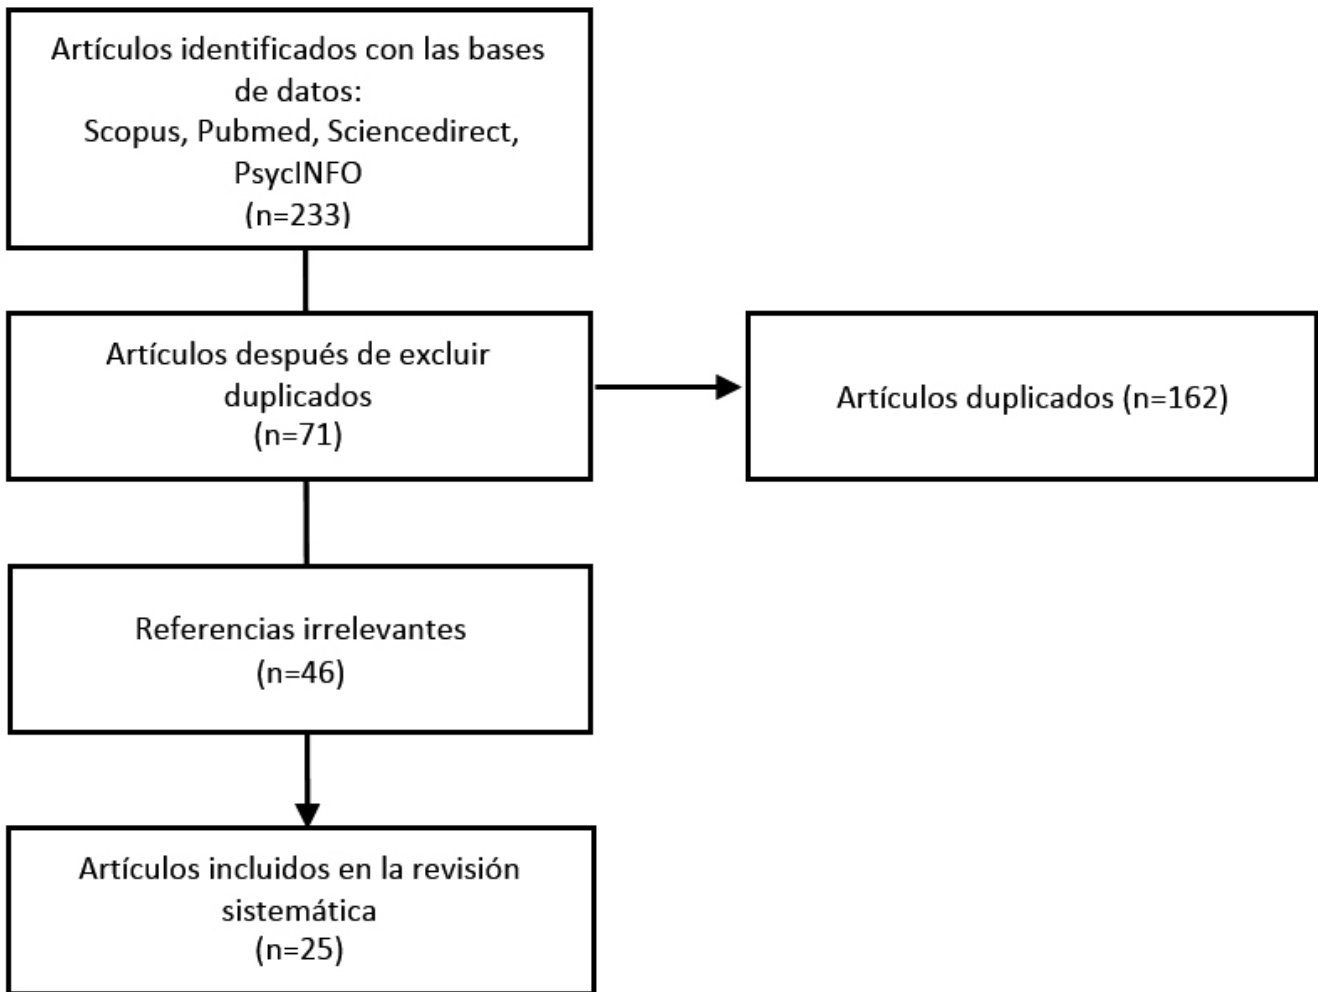 Artículos identificados con las bases
de datos:
Scopus, Pubmed, Sciencedirect,
PsycINFO
(n=233)
Artículos después de excluir
duplicados
(n=71)
Artículos duplicados (n=162)
Referencias irrelevantes
(n=46)
Artículos incluidos en la revisión
sistemática
(n=25)